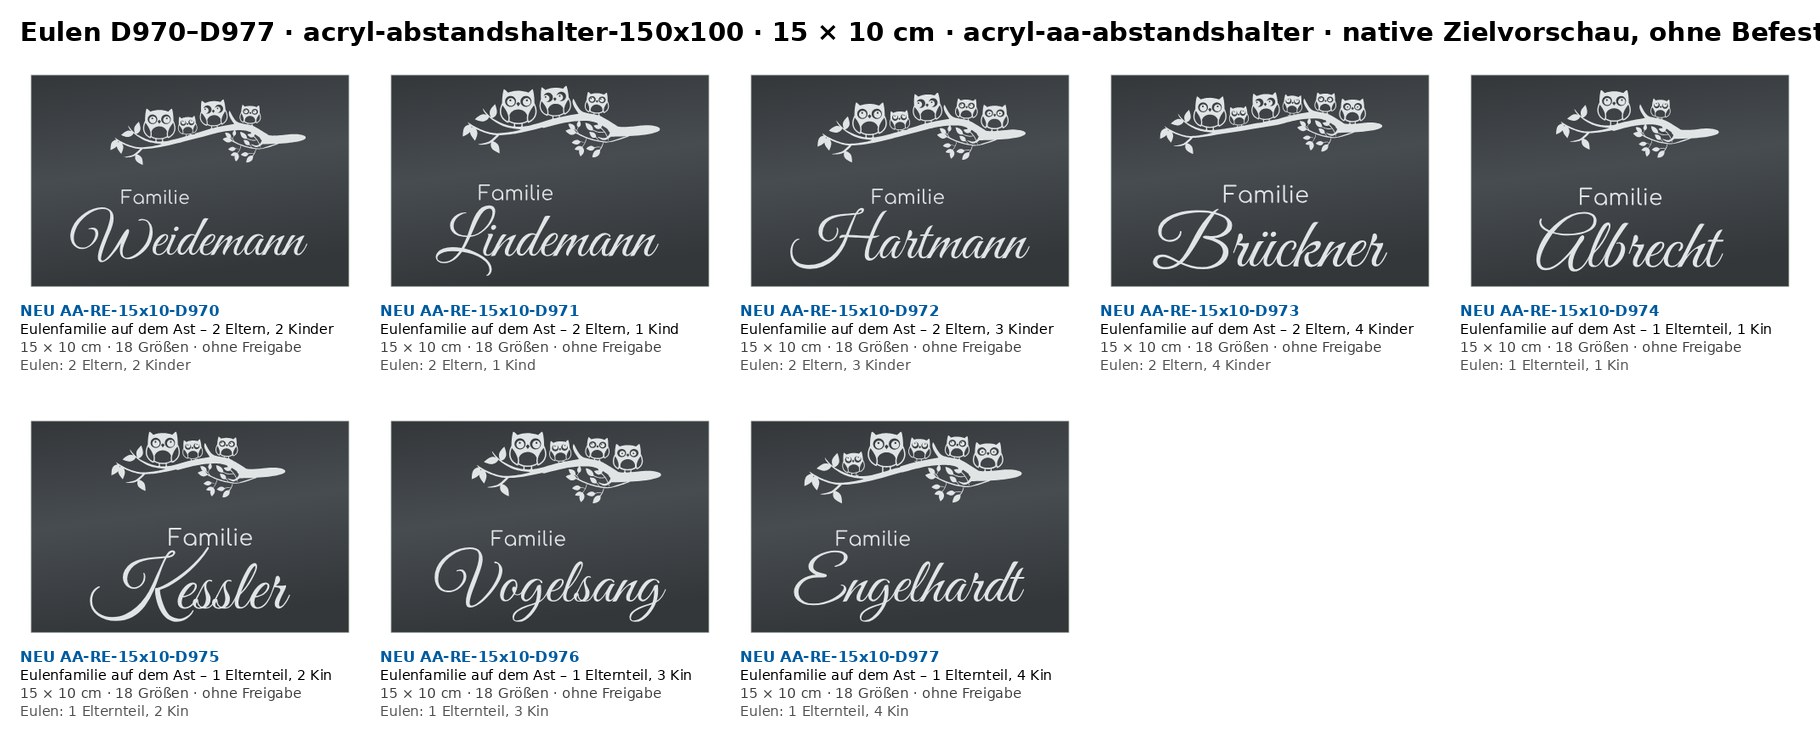 Eulen D970–D977 · acryl-abstandshalter-150x100 · 15 × 10 cm · acryl-aa-abstandshalter · native Zielvorschau, ohne Befest
Familie
Weidemann
Familie
Lindemann
Familie
Hartmann
Familie
Brückner
Familie
Albrecht
NEU AA-RE-15x10-D970
Eulenfamilie auf dem Ast – 2 Eltern, 2 Kinder
15 × 10 cm · 18 Größen · ohne Freigabe
Eulen: 2 Eltern, 2 Kinder
NEU AA-RE-15x10-D971
Eulenfamilie auf dem Ast – 2 Eltern, 1 Kind
15 × 10 cm · 18 Größen · ohne Freigabe
Eulen: 2 Eltern, 1 Kind
NEU AA-RE-15x10-D972
Eulenfamilie auf dem Ast – 2 Eltern, 3 Kinder
15 × 10 cm · 18 Größen · ohne Freigabe
Eulen: 2 Eltern, 3 Kinder
NEU AA-RE-15x10-D973
Eulenfamilie auf dem Ast – 2 Eltern, 4 Kinder
15 × 10 cm · 18 Größen · ohne Freigabe
Eulen: 2 Eltern, 4 Kinder
NEU AA-RE-15x10-D974
Eulenfamilie auf dem Ast – 1 Elternteil, 1 Kin
15 × 10 cm · 18 Größen · ohne Freigabe
Eulen: 1 Elternteil, 1 Kin
Familie
Kessler
Familie
Vogelsang
Familie
Engelhardt
NEU AA-RE-15x10-D975
Eulenfamilie auf dem Ast – 1 Elternteil, 2 Kin
15 × 10 cm · 18 Größen · ohne Freigabe
Eulen: 1 Elternteil, 2 Kin
NEU AA-RE-15x10-D976
Eulenfamilie auf dem Ast – 1 Elternteil, 3 Kin
15 × 10 cm · 18 Größen · ohne Freigabe
Eulen: 1 Elternteil, 3 Kin
NEU AA-RE-15x10-D977
Eulenfamilie auf dem Ast – 1 Elternteil, 4 Kin
15 × 10 cm · 18 Größen · ohne Freigabe
Eulen: 1 Elternteil, 4 Kin